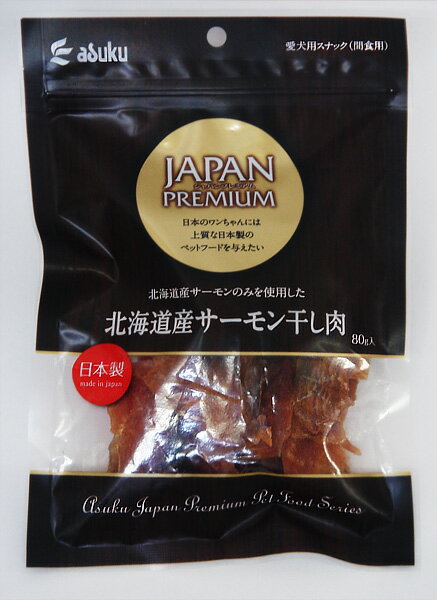 asuku
愛犬用スナック(間食用)
JAPAN
ジャパンプレミアム
PREMIUM
日本のワンちゃんには
上質な日本製の
ペットフードを与えたい
北海道産サーモンのみを使用した
北海道産サーモン干し肉
80g入
日本製
made in japan
Asuku Japan Premium Pet Food Series